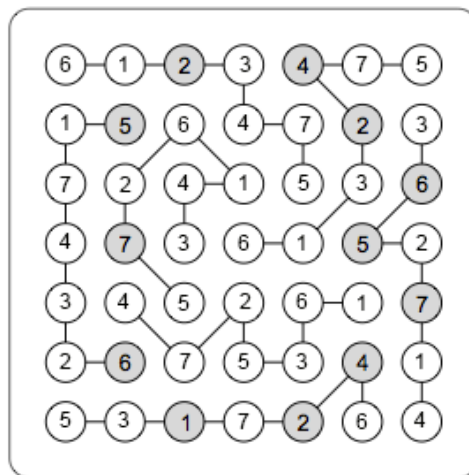 6 1 2 3 4 7 5
1 5 6 4 7 2 3
7 2 4 1 5 3 6
4 7 3 6 1 5 2
3 4 5 2 6 1 7
2 6 7 5 3 4 1
5 3 1 7 2 6 4